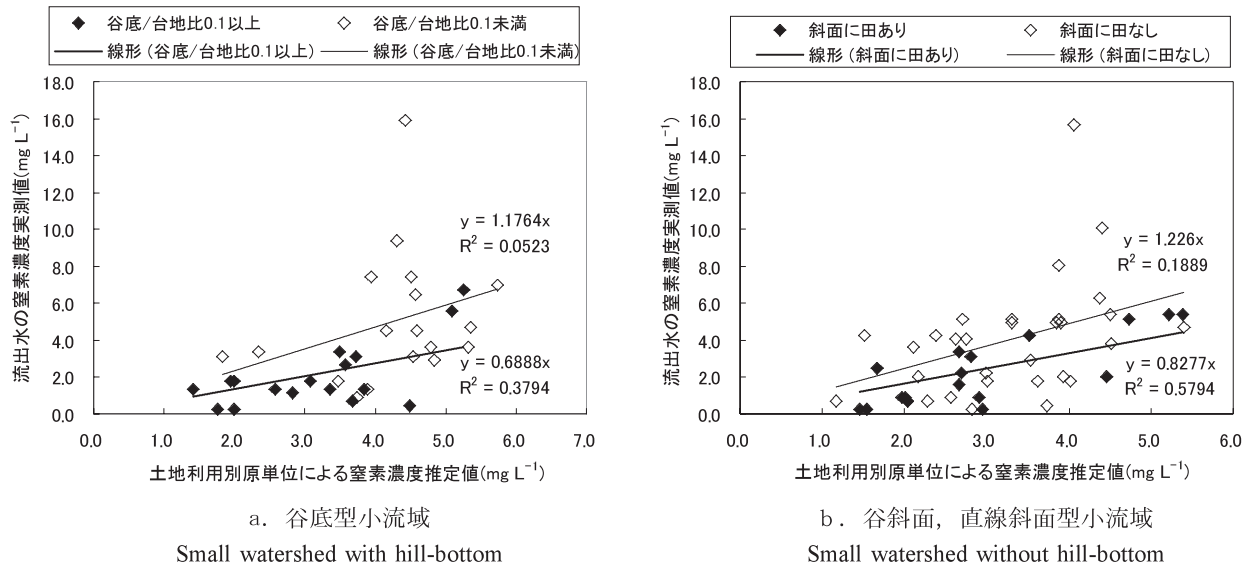 谷底/台地比0.1以上
谷底/台地比0.1未満
線形 (谷底/台地比0.1以上)
線形 (谷底/台地比0.1未満)
流出水の窒素濃度実測値(mg L⁻¹)
18.0
16.0
14.0
12.0
10.0
8.0
6.0
4.0
2.0
0.0
y = 1.1764x
R² = 0.0523
y = 0.6888x
R² = 0.3794
0.0 1.0 2.0 3.0 4.0 5.0 6.0 7.0
土地利用別原単位による窒素濃度推定値(mg L⁻¹)
a. 谷底型小流域
Small watershed with hill-bottom
斜面に田あり
斜面に田なし
線形 (斜面に田あり)
線形 (斜面に田なし)
流出水の窒素濃度実測値(mg L⁻¹)
18.0
16.0
14.0
12.0
10.0
8.0
6.0
4.0
2.0
0.0
y = 1.226x
R² = 0.1889
y = 0.8277x
R² = 0.5794
0.0 1.0 2.0 3.0 4.0 5.0 6.0
土地利用別原単位による窒素濃度推定値(mg L⁻¹)
b. 谷斜面, 直線斜面型小流域
Small watershed without hill-bottom